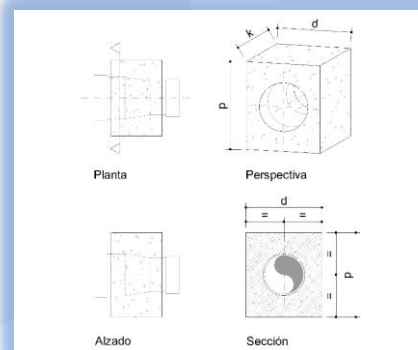 k
d
p
Planta
Perspectiva
d
= =
=
=
p
Alzado
Sección